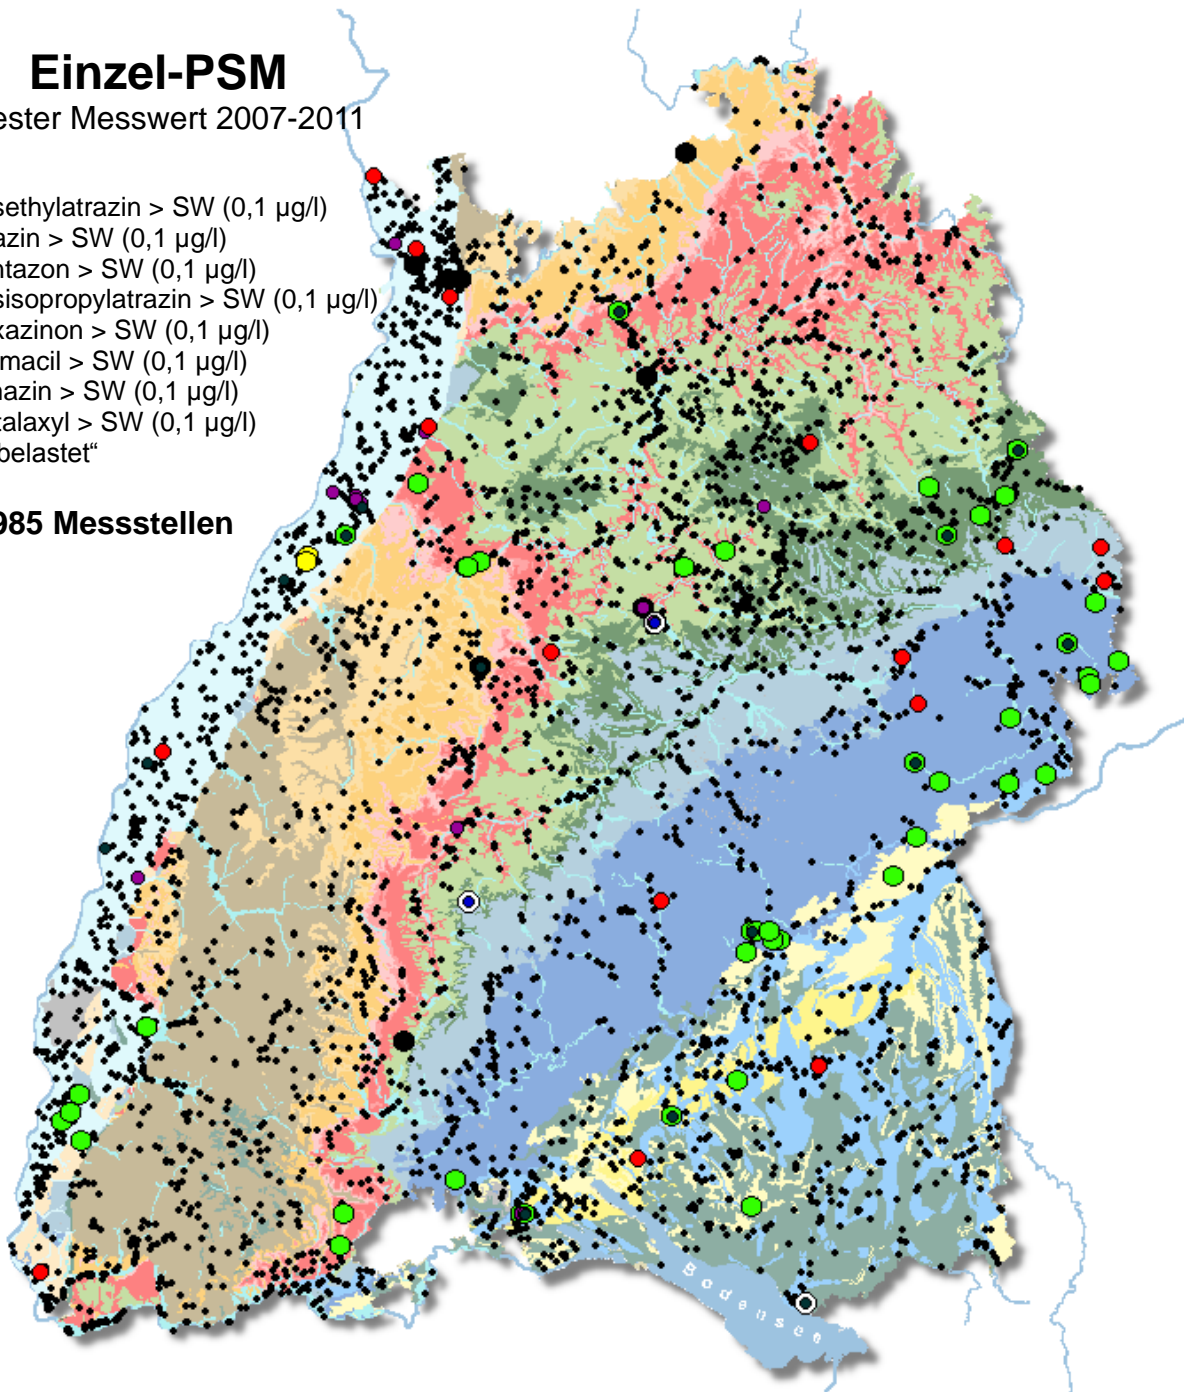 Einzel-PSM
ester Messwert 2007-2011
sethylatrazin > SW (0,1 µg/l)
azin > SW (0,1 µg/l)
ntazon > SW (0,1 µg/l)
sisopropylatrazin > SW (0,1 µg/l)
xazinon > SW (0,1 µg/l)
macil > SW (0,1 µg/l)
nazin > SW (0,1 µg/l)
talaxyl > SW (0,1 µg/l)
belastet“
985 Messstellen
Bodensee